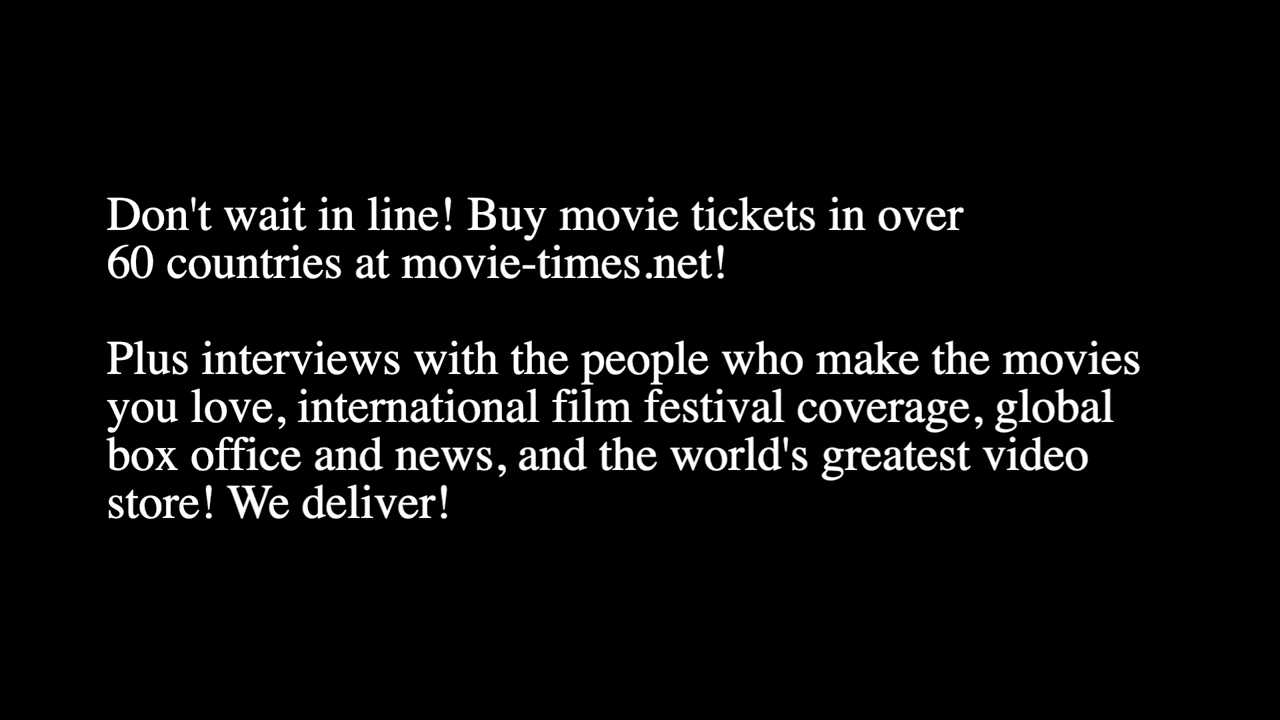 Don't wait in line! Buy movie tickets in over
60 countries at movie-times.net!
Plus interviews with the people who make the movies
you love, international film festival coverage, global
box office and news, and the world's greatest video
store! We deliver!